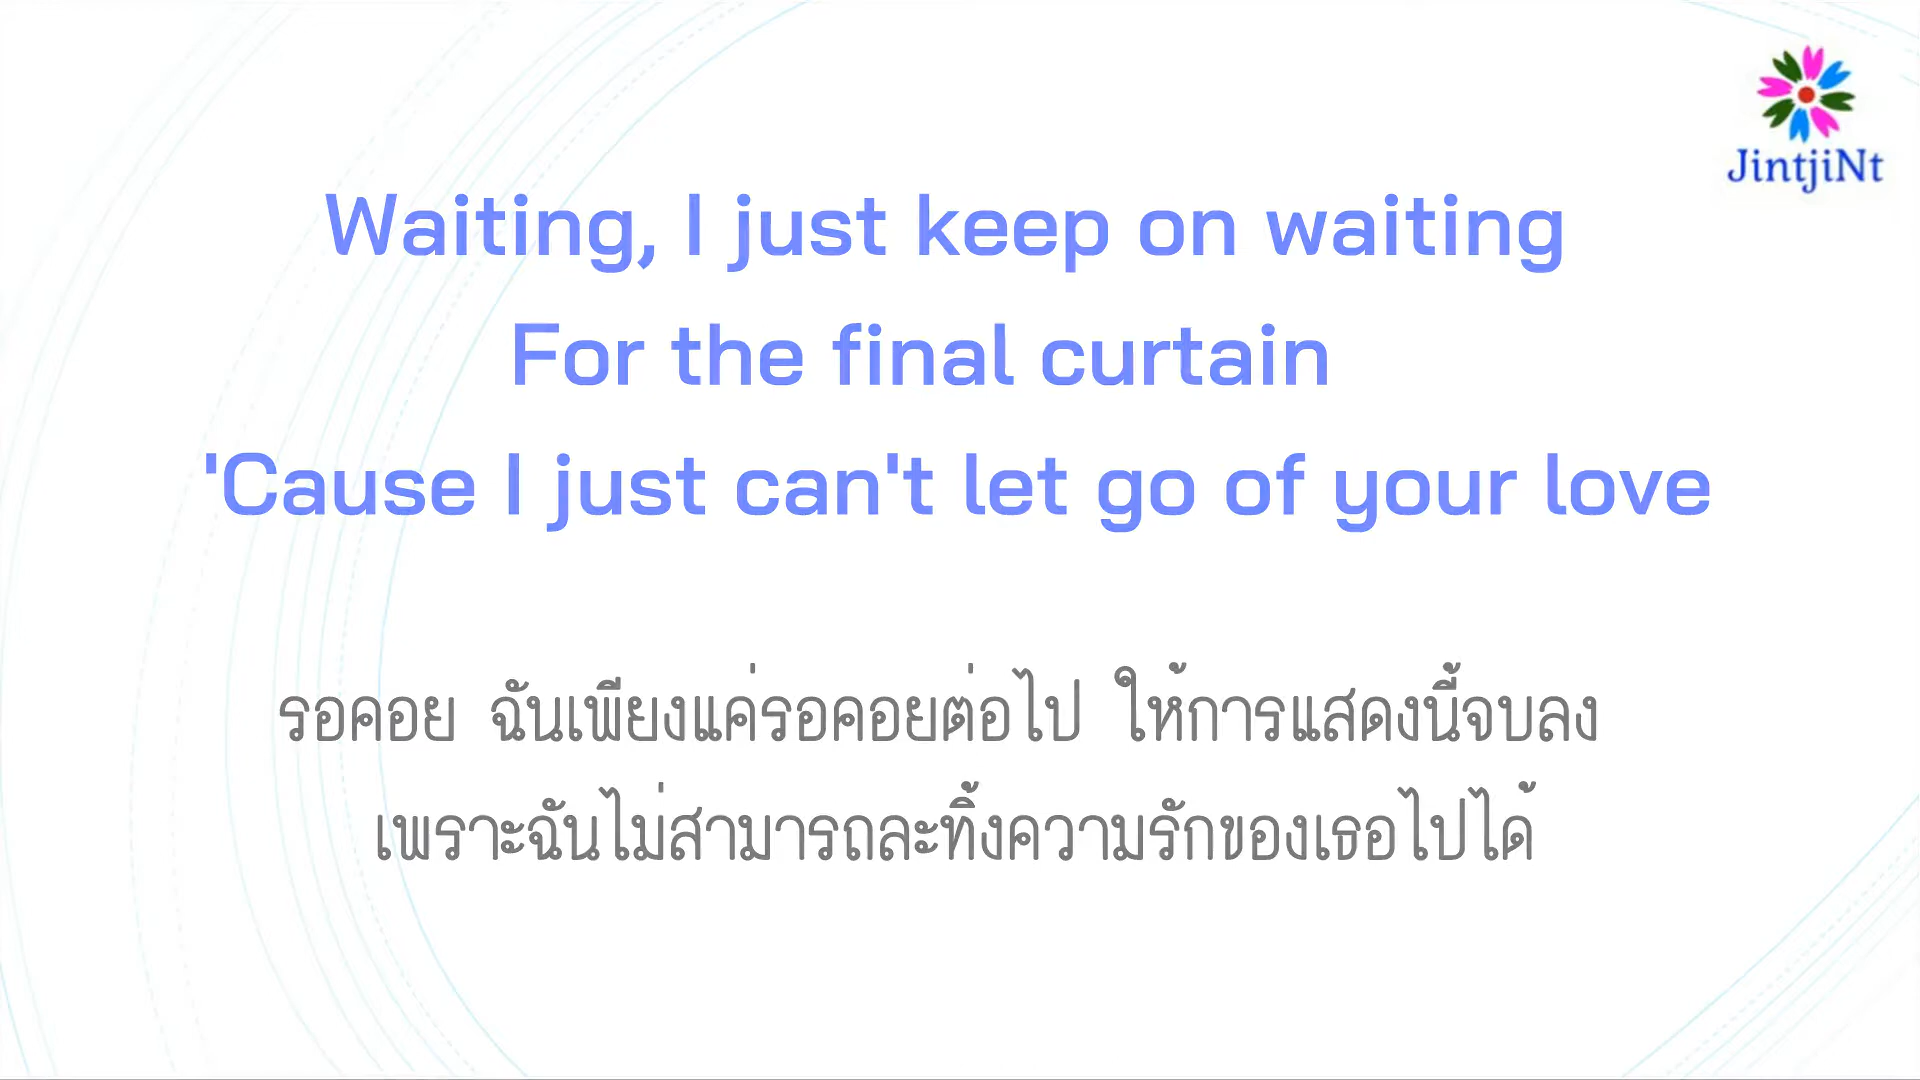 JintjiNt
Waiting, I just keep on waiting
For the final curtain
'Cause I just can't let go of your love
รอคอย ฉันเพียงแค่รอคอยต่อไป ให้การแสดงนี้จบลง
เพราะฉันไม่สามารถละทิ้งความรักของเธอไปได้